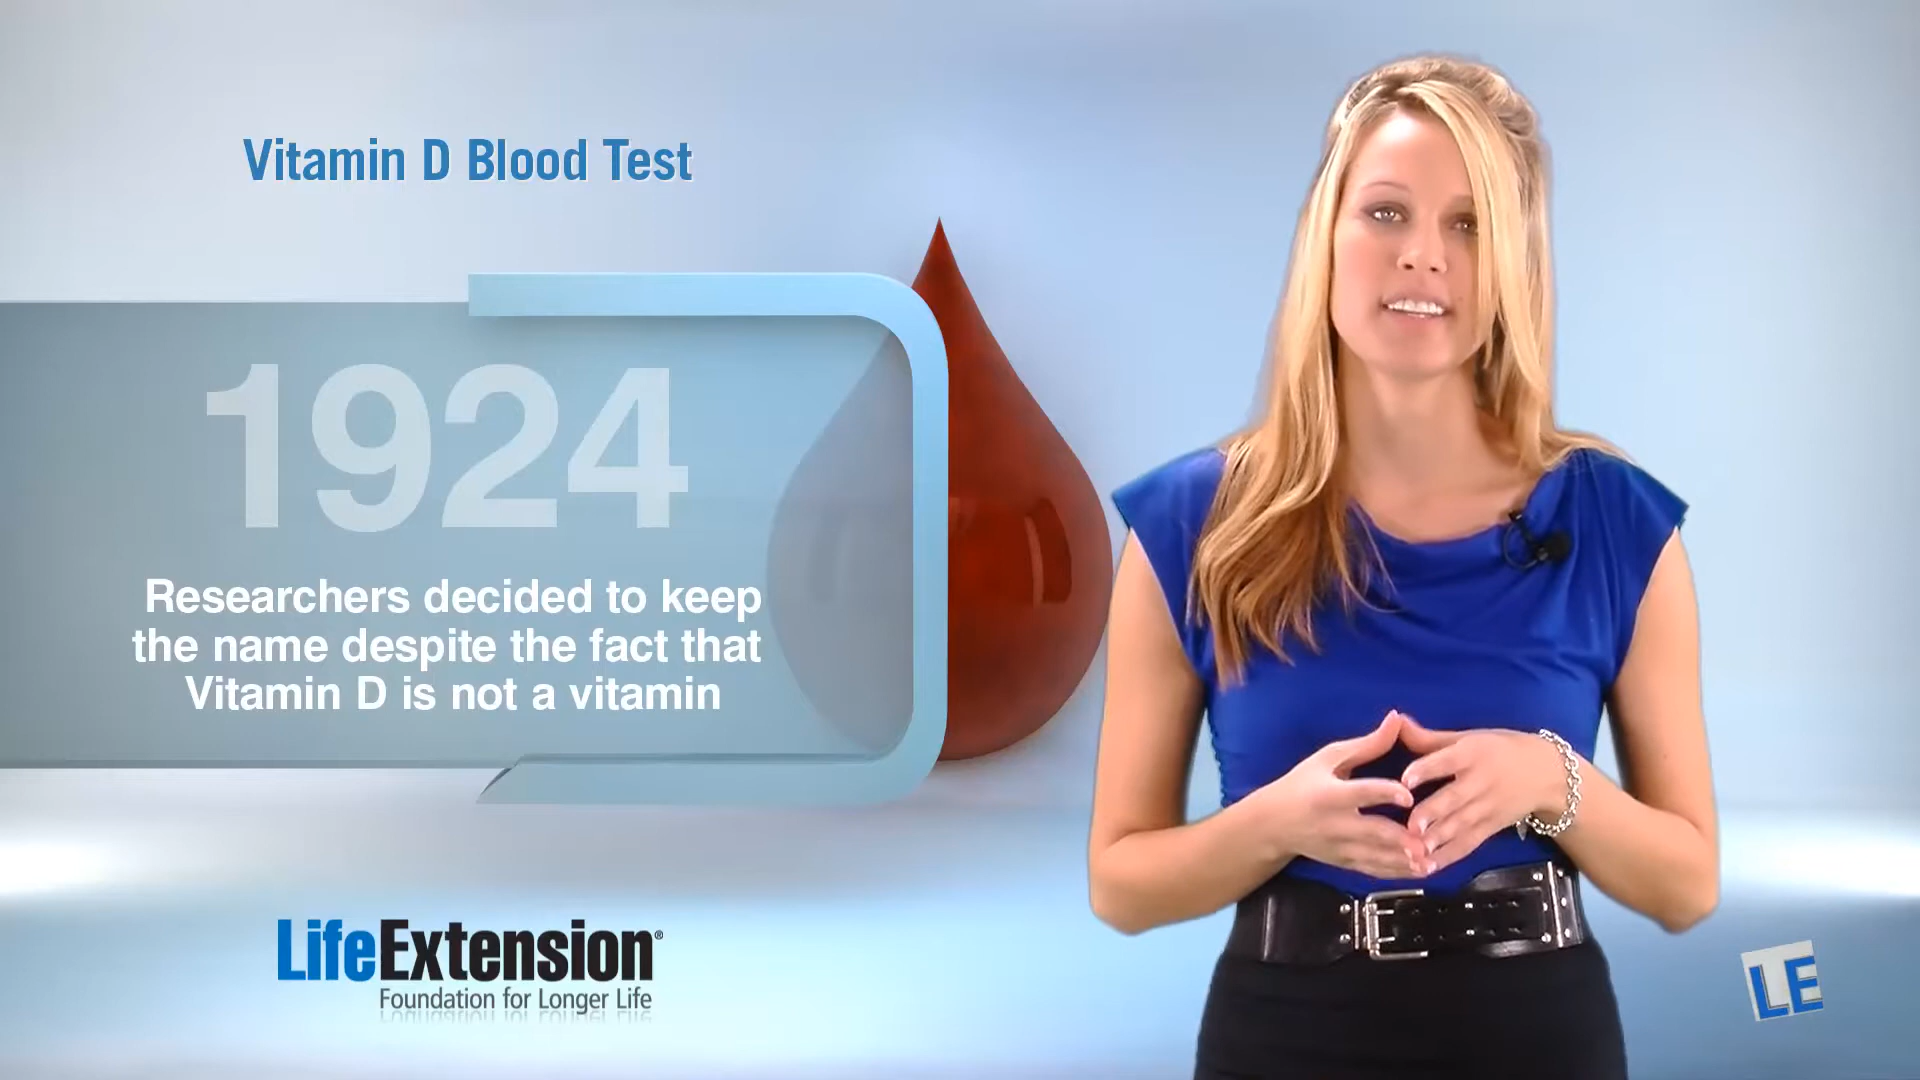 Vitamin D Blood Test
1924
Researchers decided to keep
the name despite the fact that
Vitamin D is not a vitamin
LifeExtension®
Foundation for Longer Life
LE